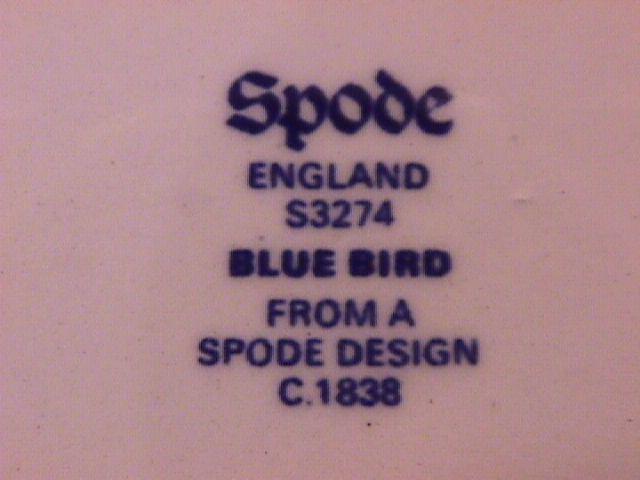 Spode
ENGLAND
S3274
BLUE BIRD
FROM A
SPODE DESIGN
C.1838